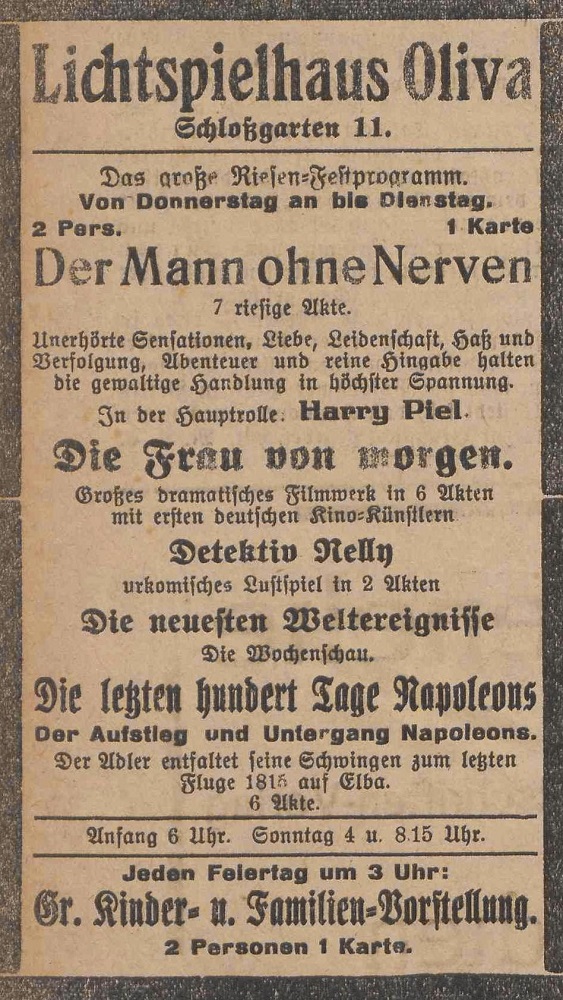 Lichtspielhaus Oliva
Schloßgarten 11.
Das große Riesen-Festprogramm.
Von Donnerstag an bis Dienstag.
2 Pers. 1 Karte
Der Mann ohne Nerven
7 riesige Akte.
Unerhörte Sensationen, Liebe, Leidenschaft, Haß und
Verfolgung, Abenteuer und reine Hingabe halten
die gewaltige Handlung in höchster Spannung.
In der Hauptrolle: Harry Piel.
Die Frau von morgen.
Großes dramatisches Filmwerk in 6 Akten
mit ersten deutschen Kino-Künstlern
Detektiv Nelly
urkomisches Lustspiel in 2 Akten
Die neuesten Weltereignisse
Die Wochenschau.
Die letzten hundert Tage Napoleons
Der Aufstieg und Untergang Napoleons.
Der Adler entfaltet seine Schwingen zum letzten
Fluge 1815 auf Elba.
6 Akte.
Anfang 6 Uhr. Sonntag 4 u. 8.15 Uhr.
Jeden Feiertag um 3 Uhr:
Gr. Kinder- u. Familien-Vorstellung.
2 Personen 1 Karte.